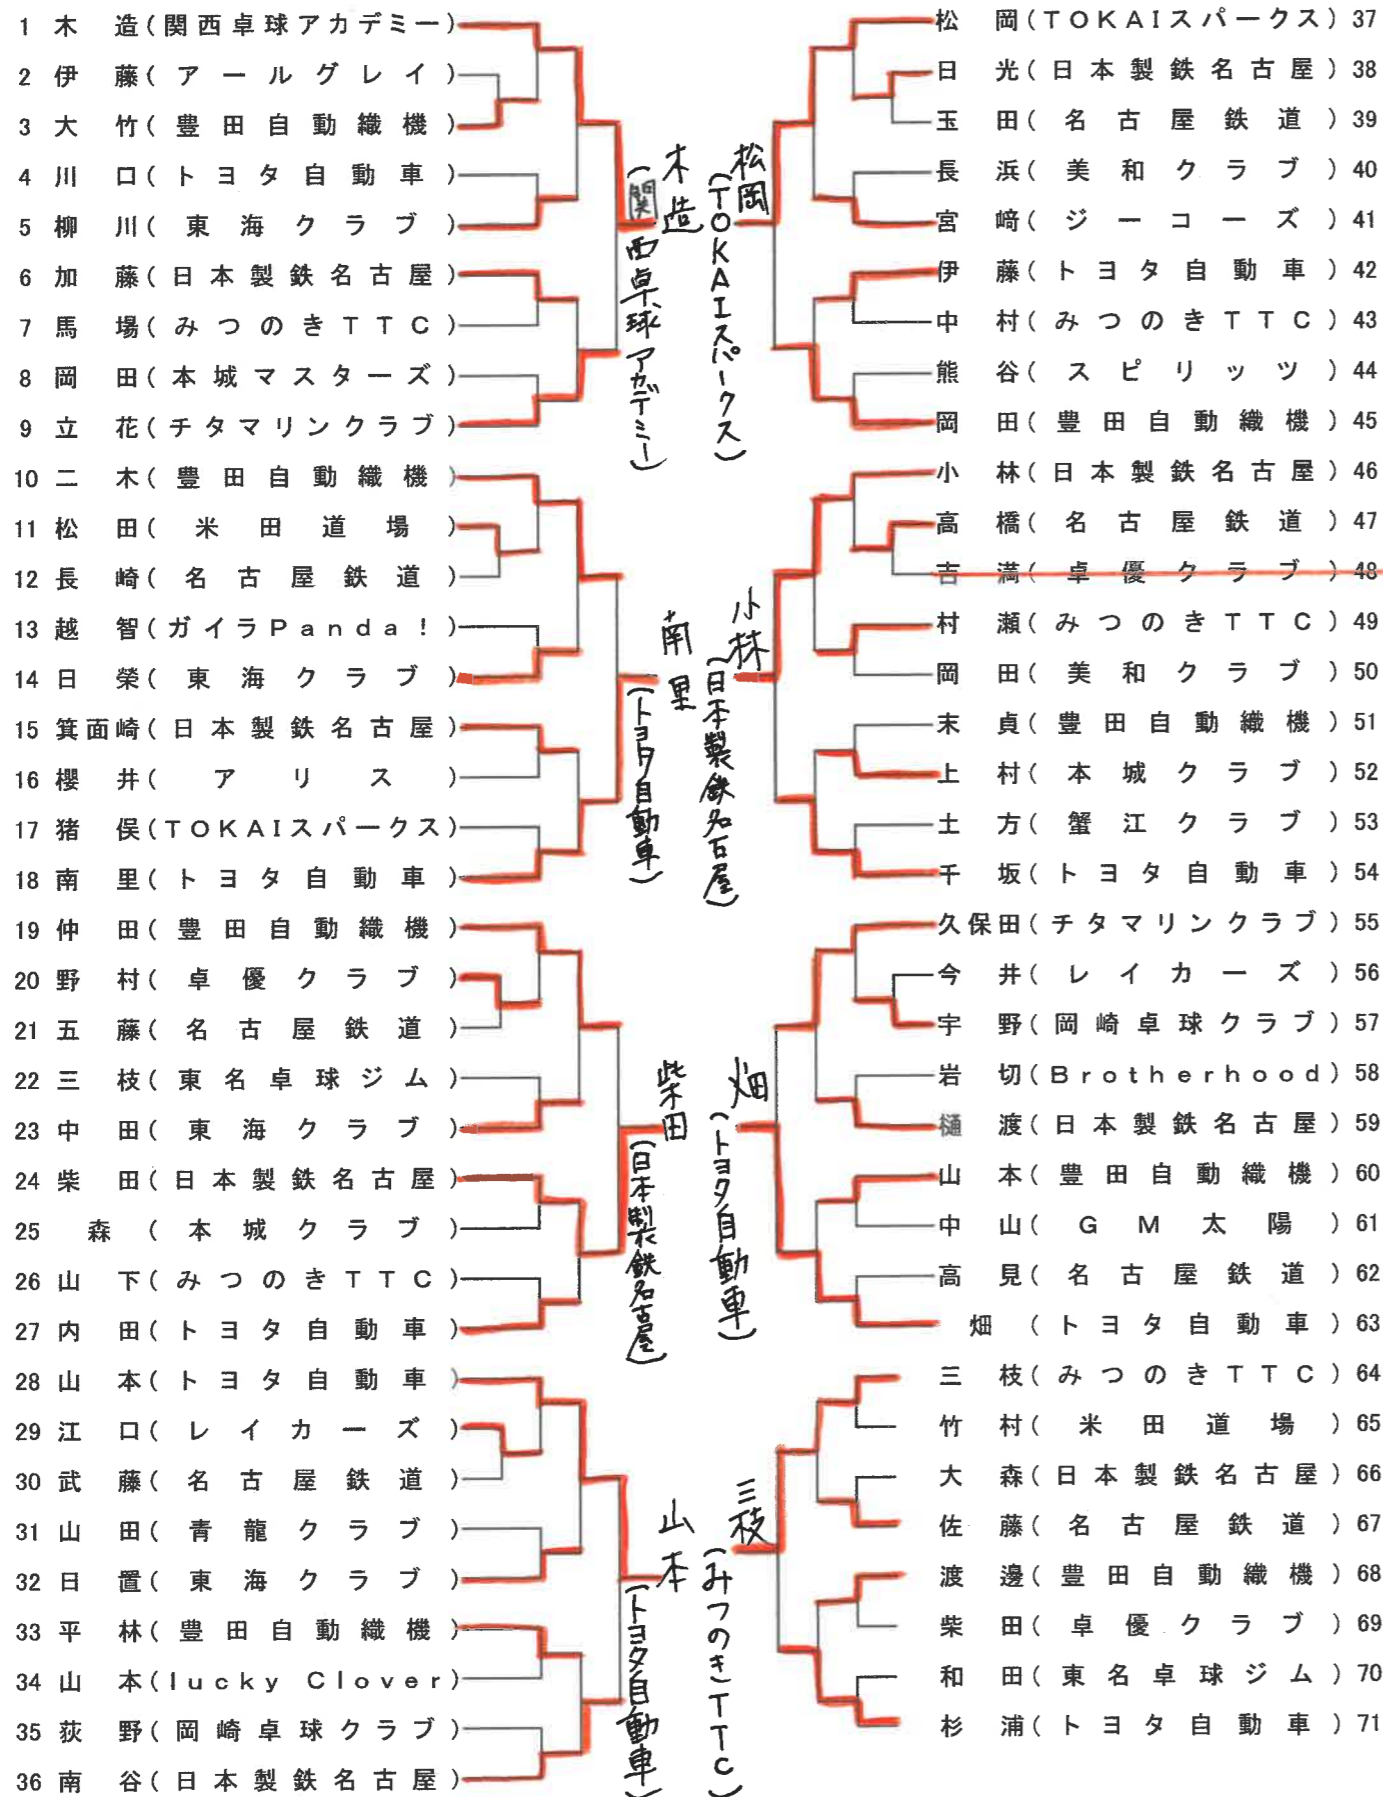 1 木 造(関西卓球アカデミー)
2 伊 藤(アールグレイ)
3 大 竹(豊田自動織機)
4 川 口(トヨタ自動車)
5 柳 川(東海クラブ)
6 加 藤(日本製鉄名古屋)
7 馬 場(みつのきTTC)
8 岡 田(本城マスターズ)
9 立 花(チタマリンクラブ)
10 二 木(豊田自動織機)
11 松 田(米田道場)
12 長 崎(名古屋鉄道)
13 越 智(ガイラPanda!)
14 日 榮(東海クラブ)
15 箕面崎(日本製鉄名古屋)
16 櫻 井(アリス)
17 猪 俣(TOKAIスパークス)
18 南 里(トヨタ自動車)
19 仲 田(豊田自動織機)
20 野 村(卓優クラブ)
21 五 藤(名古屋鉄道)
22 三 枝(東名卓球ジム)
23 中 田(東海クラブ)
24 柴 田(日本製鉄名古屋)
25 森(本城クラブ)
26 山 下(みつのきTTC)
27 内 田(トヨタ自動車)
28 山 本(トヨタ自動車)
29 江 口(レイカーズ)
30 武 藤(名古屋鉄道)
31 山 田(青龍クラブ)
32 日 置(東海クラブ)
33 平 林(豊田自動織機)
34 山 本(lucky Clover)
35 荻 野(岡崎卓球クラブ)
36 南 谷(日本製鉄名古屋)
木造
(関西卓球アカデミー)
南里
(トヨタ自動車)
柴田
(日本製鉄名古屋)
山本
(トヨタ自動車)
松岡
(TOKAIスパークス)
小林
(日本製鉄名古屋)
畑
(トヨタ自動車)
三枝
(みつのきTTC)
松 岡(TOKAIスパークス) 37
日 光(日本製鉄名古屋) 38
玉 田(名古屋鉄道) 39
長 浜(美和クラブ) 40
宮 﨑(ジーコーズ) 41
伊 藤(トヨタ自動車) 42
中 村(みつのきTTC) 43
熊 谷(スピリッツ) 44
岡 田(豊田自動織機) 45
小 林(日本製鉄名古屋) 46
高 橋(名古屋鉄道) 47
吉 満(卓優クラブ) 48
村 瀬(みつのきTTC) 49
岡 田(美和クラブ) 50
末 貞(豊田自動織機) 51
上 村(本城クラブ) 52
土 方(蟹江クラブ) 53
千 坂(トヨタ自動車) 54
久保田(チタマリンクラブ) 55
今 井(レイカーズ) 56
宇 野(岡崎卓球クラブ) 57
岩 切(Brotherhood) 58
樋 渡(日本製鉄名古屋) 59
山 本(豊田自動織機) 60
中 山(GM太陽) 61
高 見(名古屋鉄道) 62
畑(トヨタ自動車) 63
三 枝(みつのきTTC) 64
竹 村(米田道場) 65
大 森(日本製鉄名古屋) 66
佐 藤(名古屋鉄道) 67
渡 邊(豊田自動織機) 68
柴 田(卓優クラブ) 69
和 田(東名卓球ジム) 70
杉 浦(トヨタ自動車) 71